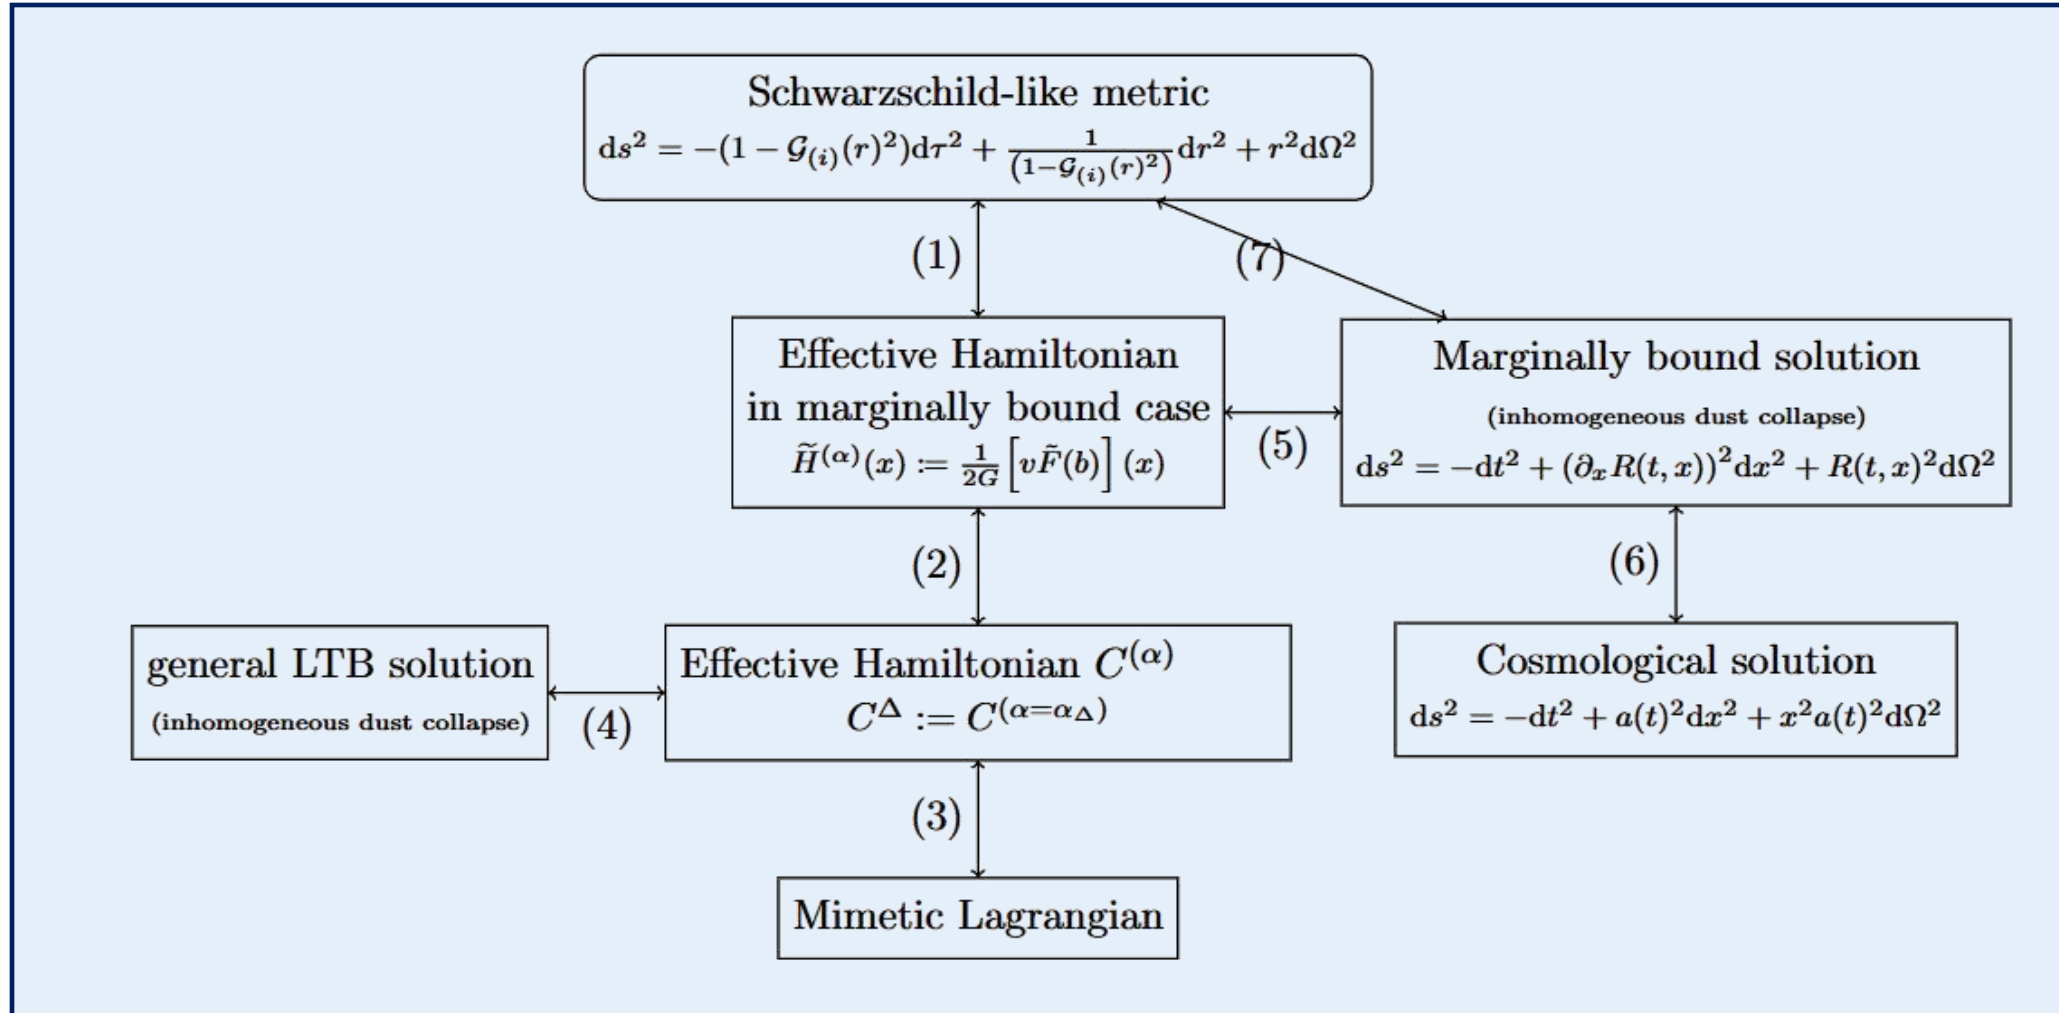 Schwarzschild-like metric
ds² = −(1 − 𝒢₍ᵢ₎(r)²)dτ² + 1/(1−𝒢₍ᵢ₎(r)²) dr² + r²dΩ²
(1)
(7)
Effective Hamiltonian
in marginally bound case
H̃^(α)(x) := 1/2G [vF̃(b)] (x)
(5)
Marginally bound solution
(inhomogeneous dust collapse)
ds² = −dt² + (∂ₓR(t, x))²dx² + R(t, x)²dΩ²
(2)
(6)
general LTB solution
(inhomogeneous dust collapse)
(4)
Effective Hamiltonian C^(α)
C^Δ := C^(α=α_Δ)
Cosmological solution
ds² = −dt² + a(t)²dx² + x²a(t)²dΩ²
(3)
Mimetic Lagrangian